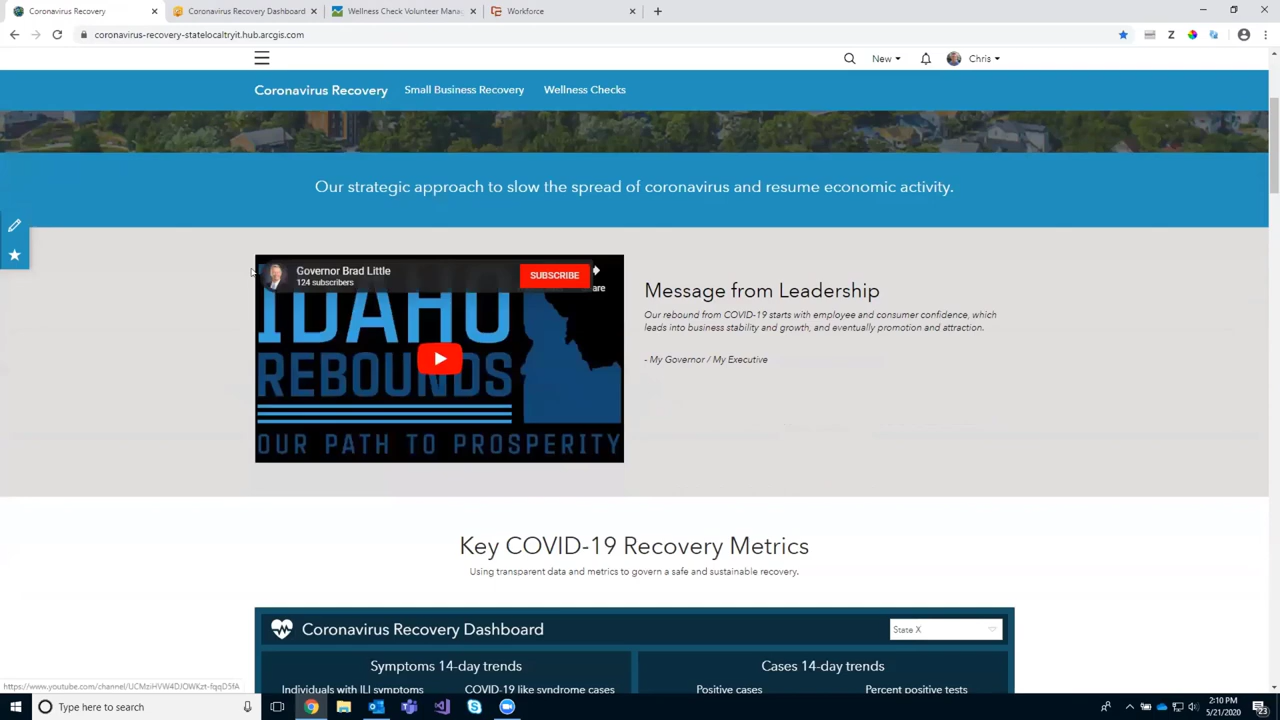 Coronavirus Recovery
Coronavirus Recovery Dashboard
Wellness Check Volunteer Mana
Workforce
coronavirus-recovery-statelocaltryit.hub.arcgis.com
New
Chris
Coronavirus Recovery
Small Business Recovery
Wellness Checks
Our strategic approach to slow the spread of coronavirus and resume economic activity.
Governor Brad Little
124 subscribers
SUBSCRIBE
are
IDAHO
REBOUNDS
OUR PATH TO PROSPERITY
Message from Leadership
Our rebound from COVID-19 starts with employee and consumer confidence, which
leads into business stability and growth, and eventually promotion and attraction.
- My Governor / My Executive
Key COVID-19 Recovery Metrics
Using transparent data and metrics to govern a safe and sustainable recovery.
Coronavirus Recovery Dashboard
State X
Symptoms 14-day trends
Cases 14-day trends
Individuals with ILI symptoms
COVID-19 like syndrome cases
Positive cases
Percent positive tests
Type here to search
2:10 PM
5/21/2020
23